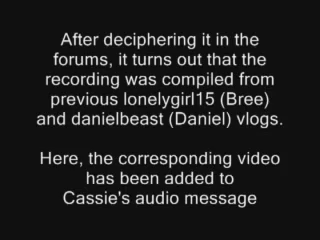 After deciphering it in the
forums, it turns out that the
recording was compiled from
previous lonelygirl15 (Bree)
and danielbeast (Daniel) vlogs.
Here, the corresponding video
has been added to
Cassie's audio message